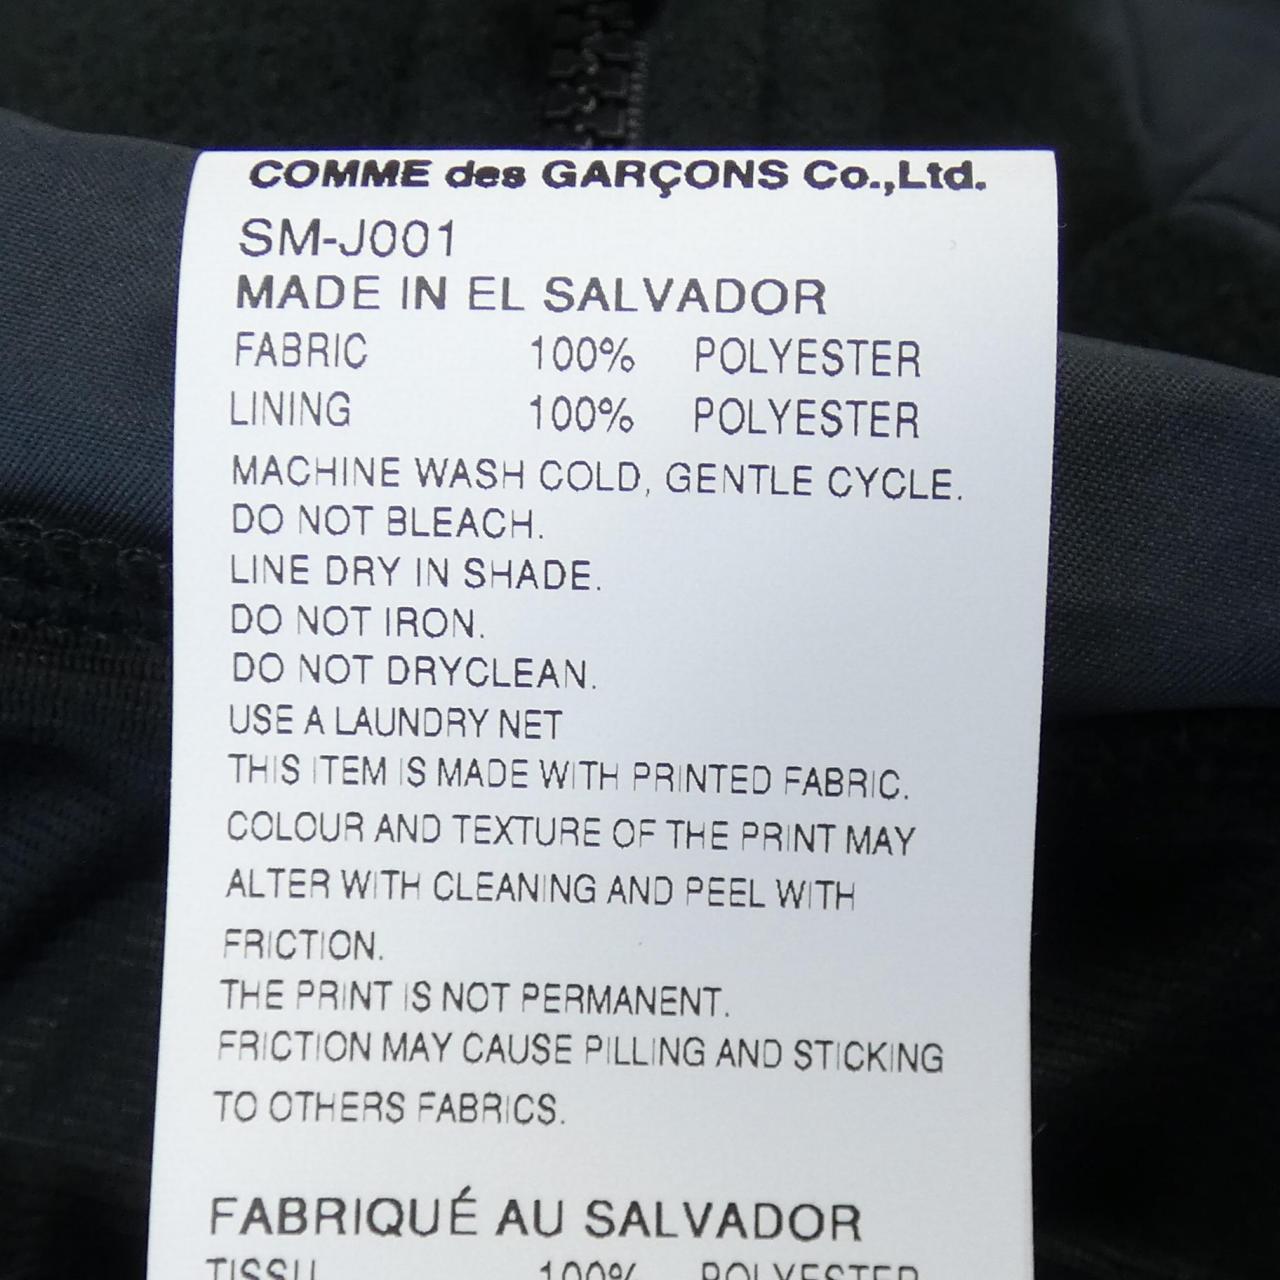 COMME des GARÇONS Co.,Ltd.
SM-J001
MADE IN EL SALVADOR
FABRIC 100% POLYESTER
LINING 100% POLYESTER
MACHINE WASH COLD, GENTLE CYCLE.
DO NOT BLEACH.
LINE DRY IN SHADE.
DO NOT IRON.
DO NOT DRYCLEAN.
USE A LAUNDRY NET
THIS ITEM IS MADE WITH PRINTED FABRIC.
COLOUR AND TEXTURE OF THE PRINT MAY
ALTER WITH CLEANING AND PEEL WITH
FRICTION.
THE PRINT IS NOT PERMANENT.
FRICTION MAY CAUSE PILLING AND STICKING
TO OTHERS FABRICS.
FABRIQUÉ AU SALVADOR
TISSU 100% POLYESTER